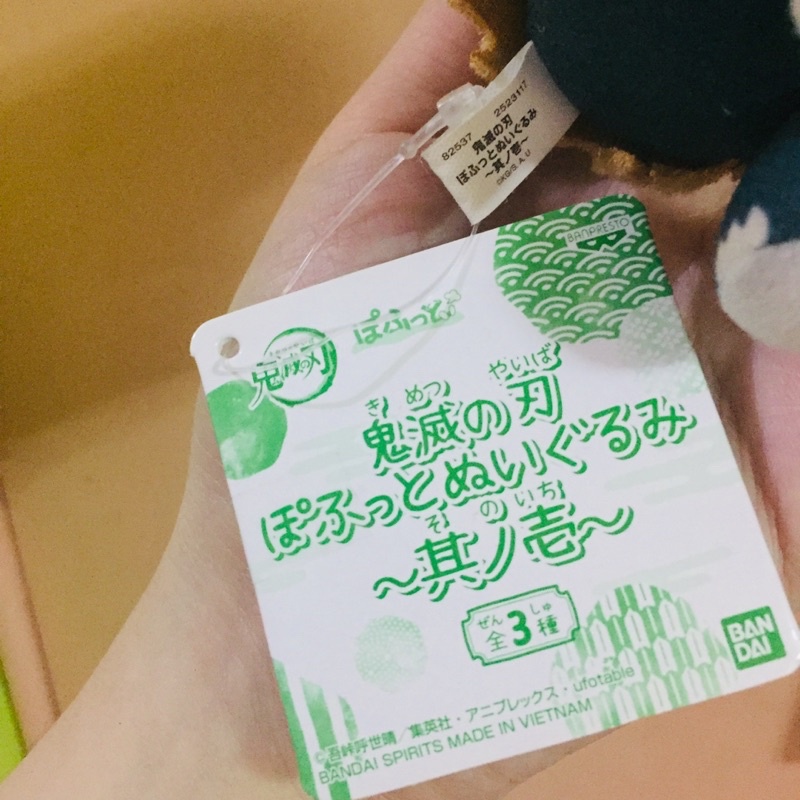 82537 2523117
鬼滅の刃
ぽふっとぬいぐるみ
~其ノ壱~
©KG/S,A,U
BANPRESTO
鬼滅の刃
ぽふっと
きめつ やいば
鬼滅の刃
ぽふっとぬいぐるみ
そ の いち
~其ノ壱~
ぜん しゅ
全3種
BAN
DAI
©吾峠呼世晴/集英社・アニプレックス・ufotable
BANDAI SPIRITS MADE IN VIETNAM